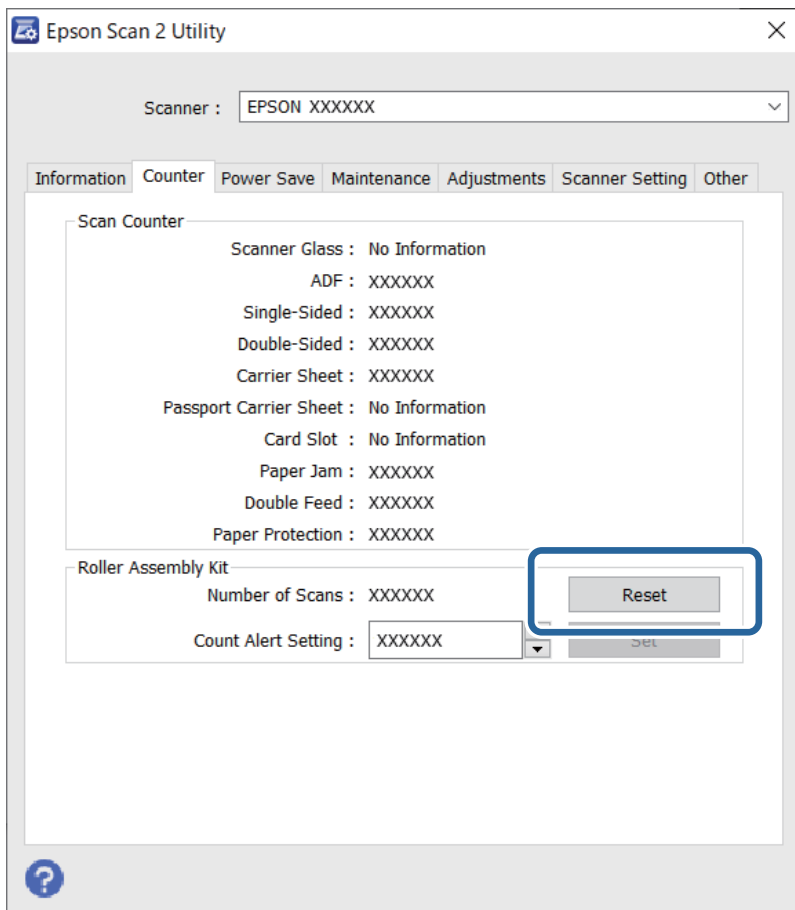 Epson Scan 2 Utility
Scanner : EPSON XXXXXX
Information Counter Power Save Maintenance Adjustments Scanner Setting Other
Scan Counter
Scanner Glass : No Information
ADF : XXXXXX
Single-Sided : XXXXXX
Double-Sided : XXXXXX
Carrier Sheet : XXXXXX
Passport Carrier Sheet : No Information
Card Slot : No Information
Paper Jam : XXXXXX
Double Feed : XXXXXX
Paper Protection : XXXXXX
Roller Assembly Kit
Number of Scans : XXXXXX Reset
Count Alert Setting : XXXXXX Set
?